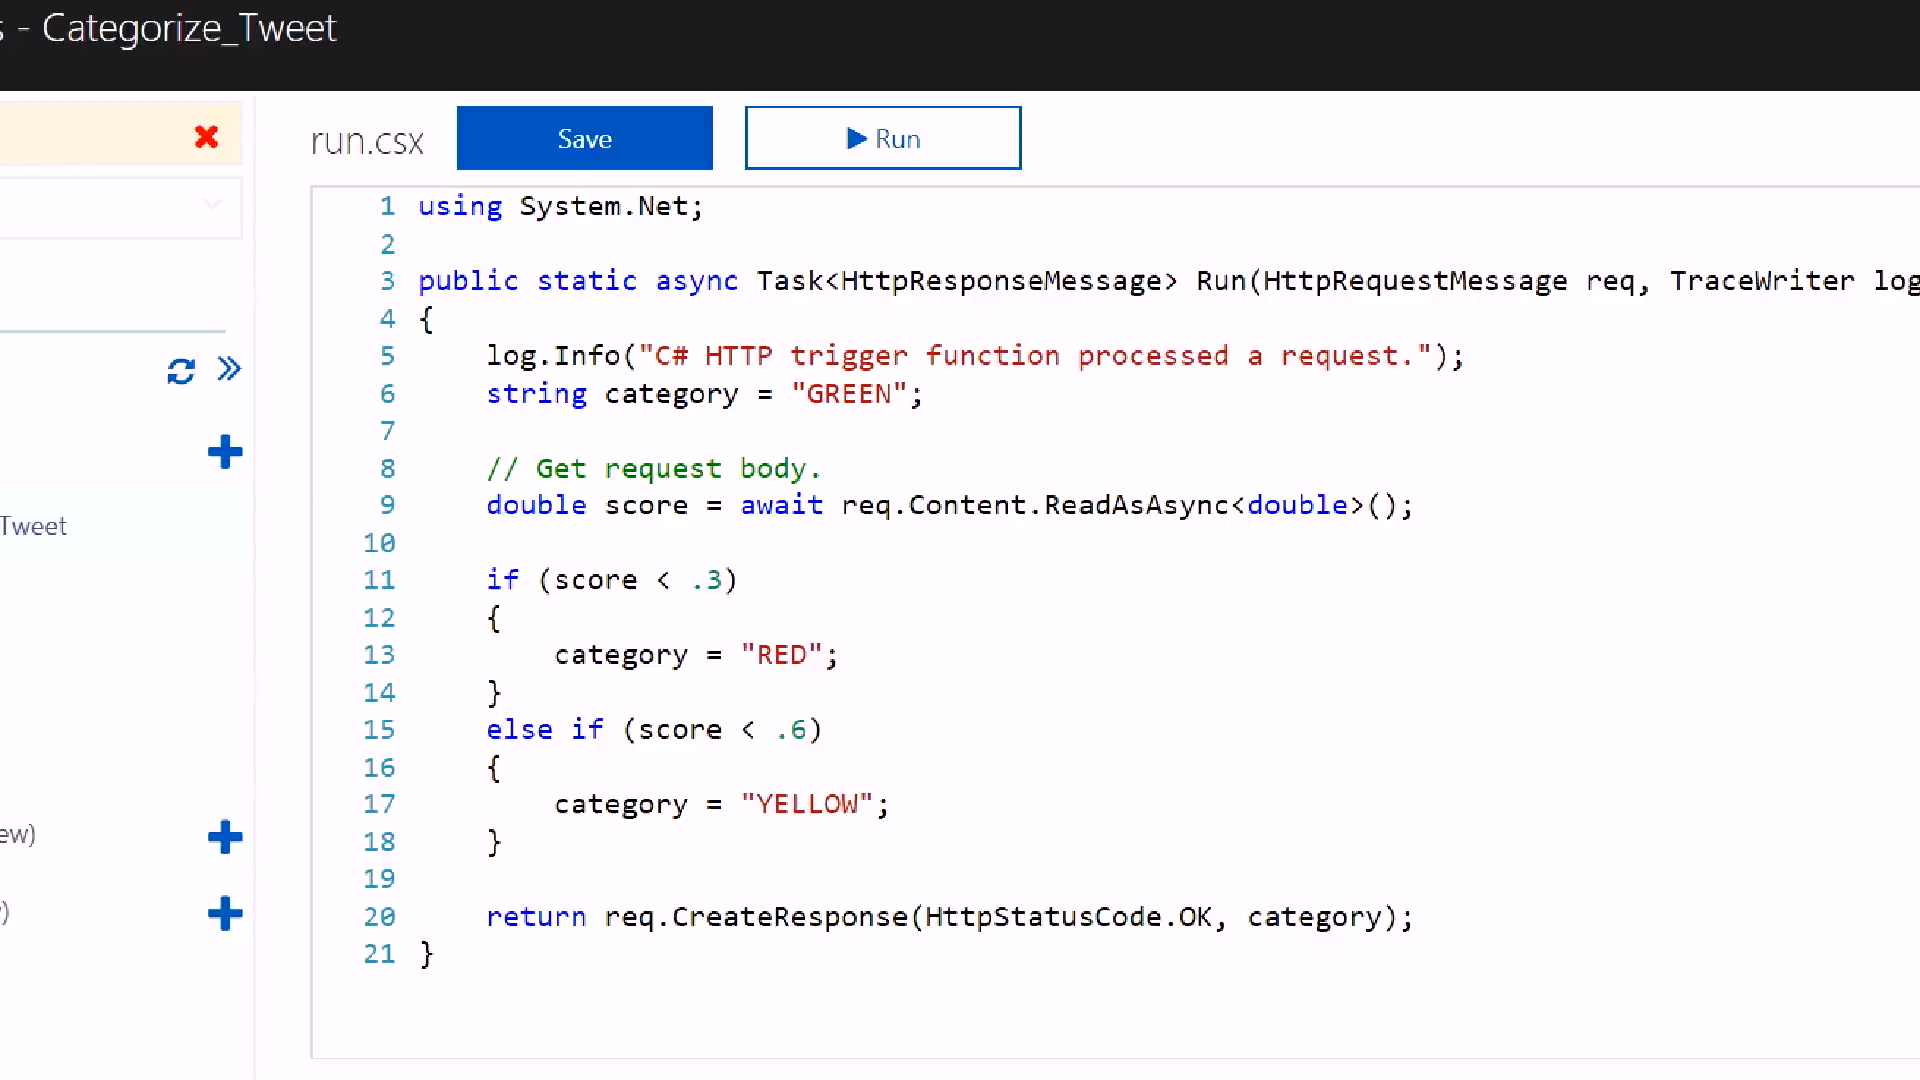 - Categorize_Tweet
run.csx
Save
Run
1 using System.Net;
2
3 public static async Task<HttpResponseMessage> Run(HttpRequestMessage req, TraceWriter log
4 {
5 log.Info("C# HTTP trigger function processed a request.");
6 string category = "GREEN";
7
8 // Get request body.
9 double score = await req.Content.ReadAsAsync<double>();
10
11 if (score < .3)
12 {
13 category = "RED";
14 }
15 else if (score < .6)
16 {
17 category = "YELLOW";
18 }
19
20 return req.CreateResponse(HttpStatusCode.OK, category);
21 }
Tweet
ew)